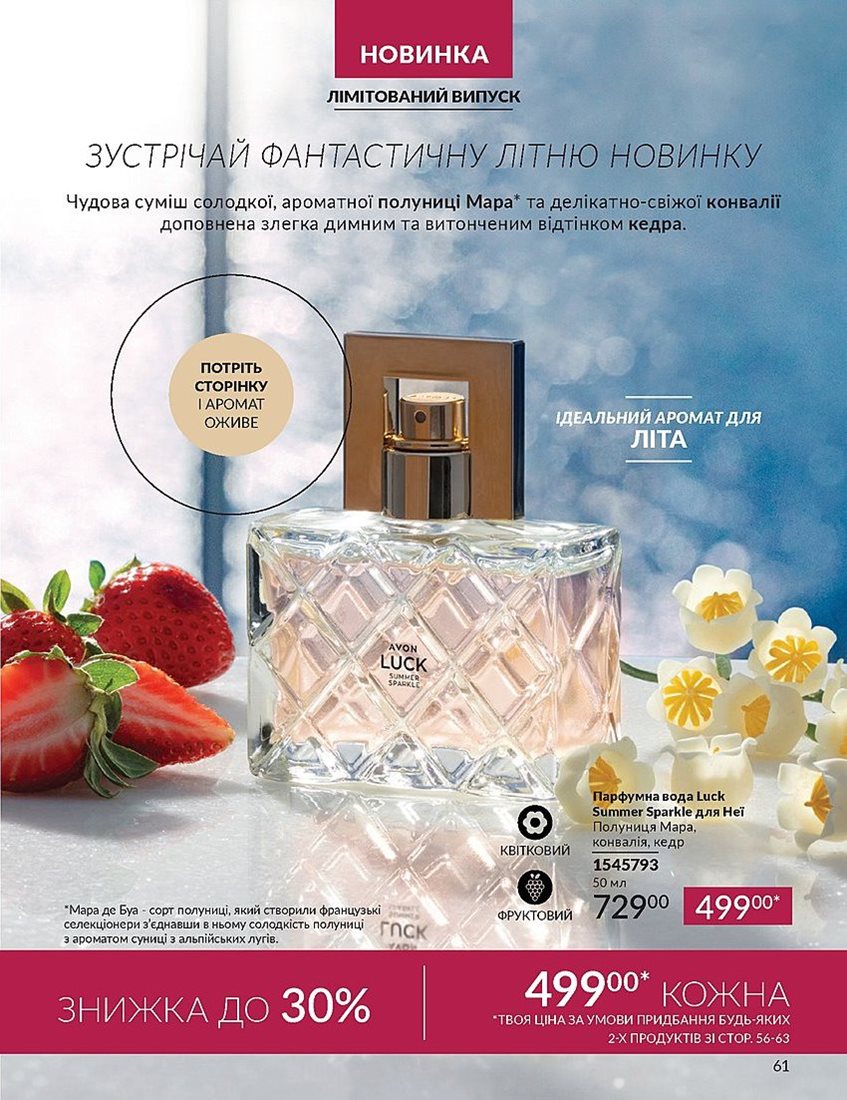 НОВИНКА
ЛІМІТОВАНИЙ ВИПУСК
ЗУСТРІЧАЙ ФАНТАСТИЧНУ ЛІТНЮ НОВИНКУ
Чудова суміш солодкої, ароматної полуниці Мара* та делікатно-свіжої конвалії
доповнена злегка димним та витонченим відтінком кедра.
ПОТРІТЬ
СТОРІНКУ
І АРОМАТ
ОЖИВЕ
ІДЕАЛЬНИЙ АРОМАТ ДЛЯ
ЛІТА
AVON
LUCK
SUMMER
SPARKLE
Парфумна вода Luck
Summer Sparkle для Неї
Полуниця Мара,
конвалія, кедр
1545793
50 мл
72900 49900*
КВІТКОВИЙ
ФРУКТОВИЙ
*Мара де Буа - сорт полуниці, який створили французькі
селекціонери з’єднавши в ньому солодкість полуниці
з ароматом суниці з альпійських лугів.
ЗНИЖКА ДО 30%
49900* КОЖНА
*ТВОЯ ЦІНА ЗА УМОВИ ПРИДБАННЯ БУДЬ-ЯКИХ
2-Х ПРОДУКТІВ ЗІ СТОР. 56-63
61